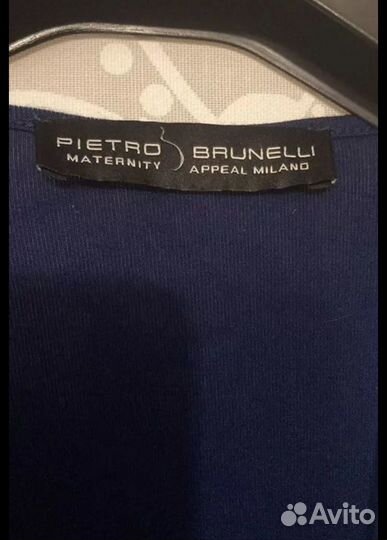 PIETRO BRUNELLI
MATERNITY APPEAL MILANO
Avito